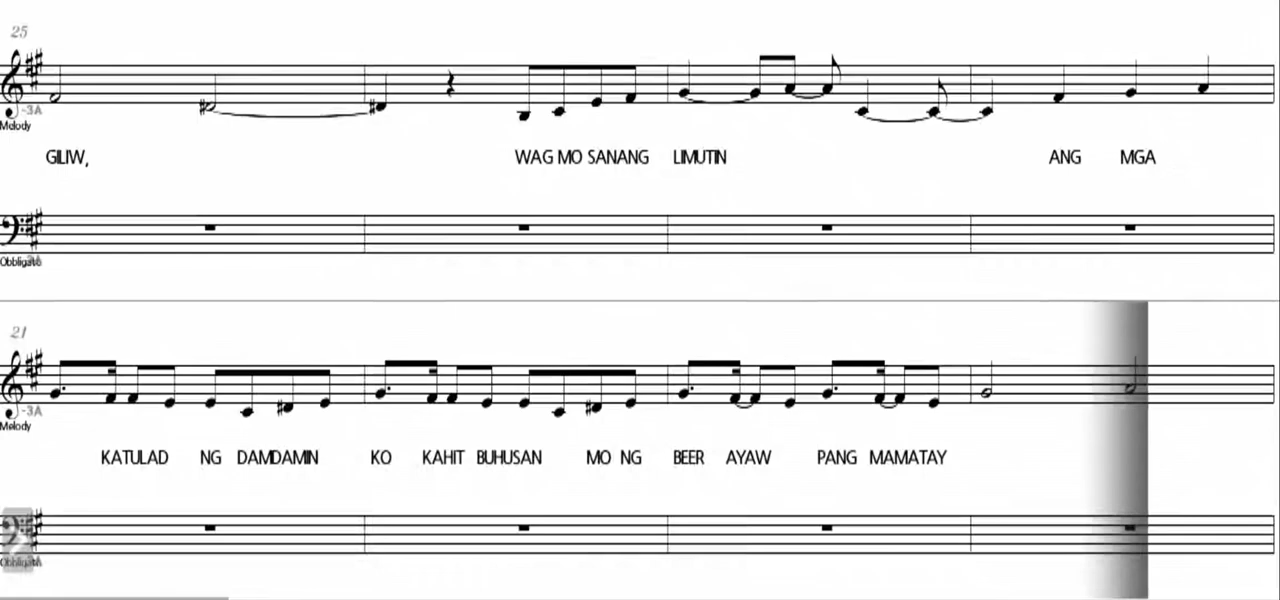 25
-3A
Melody
GILIW, WAG MO SANANG LIMUTIN ANG MGA
Obbligato
21
-3A
Melody
KATULAD NG DAMDAMIN KO KAHIT BUHUSAN MO NG BEER AYAW PANG MAMATAY
Obbligato